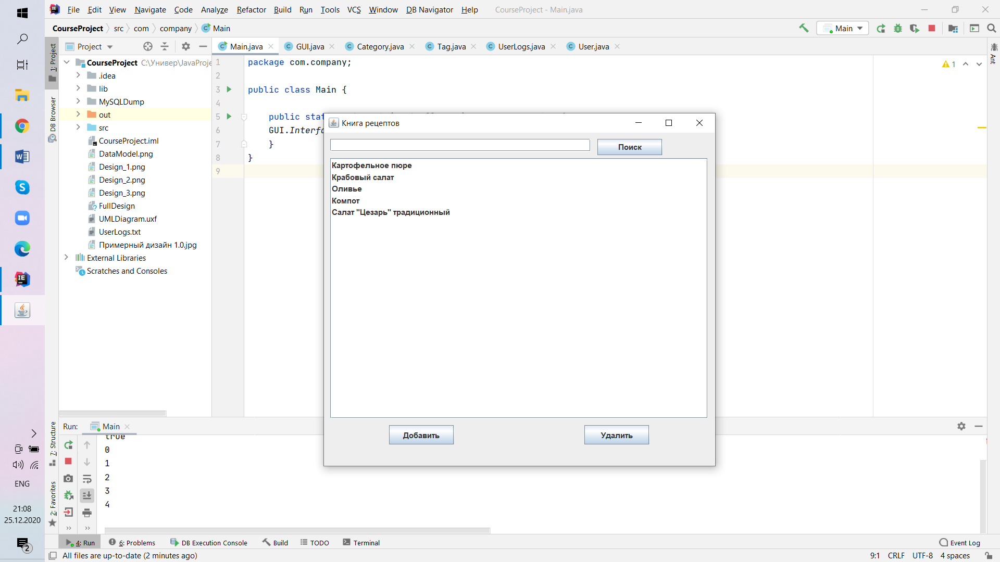 File Edit View Navigate Code Analyze Refactor Build Run Tools VCS Window DB Navigator Help CourseProject - Main.java
CourseProject src com company Main
Main
Project
Main.java GUI.java Category.java Tag.java UserLogs.java User.java
1: Project
DB Browser
7: Structure
2: Favorites
Ant
CourseProject C:\Универ\JavaProje
.idea
lib
MySQLDump
out
src
CourseProject.iml
DataModel.png
Design_1.png
Design_2.png
Design_3.png
FullDesign
UMLDiagram.uxf
UserLogs.txt
Примерный дизайн 1.0.jpg
External Libraries
Scratches and Consoles
1 package com.company;
2
3 public class Main {
4
5 public stat
6 GUI.Interfa
7 }
8 }
9
1
Книга рецептов
Поиск
Картофельное пюре
Крабовый салат
Оливье
Компот
Салат "Цезарь" традиционный
Добавить Удалить
Run: Main
true
0
1
2
3
4
4: Run 6: Problems DB Execution Console Build TODO Terminal Event Log
All files are up-to-date (2 minutes ago) 9:1 CRLF UTF-8 4 spaces
ENG
21:08
25.12.2020
2